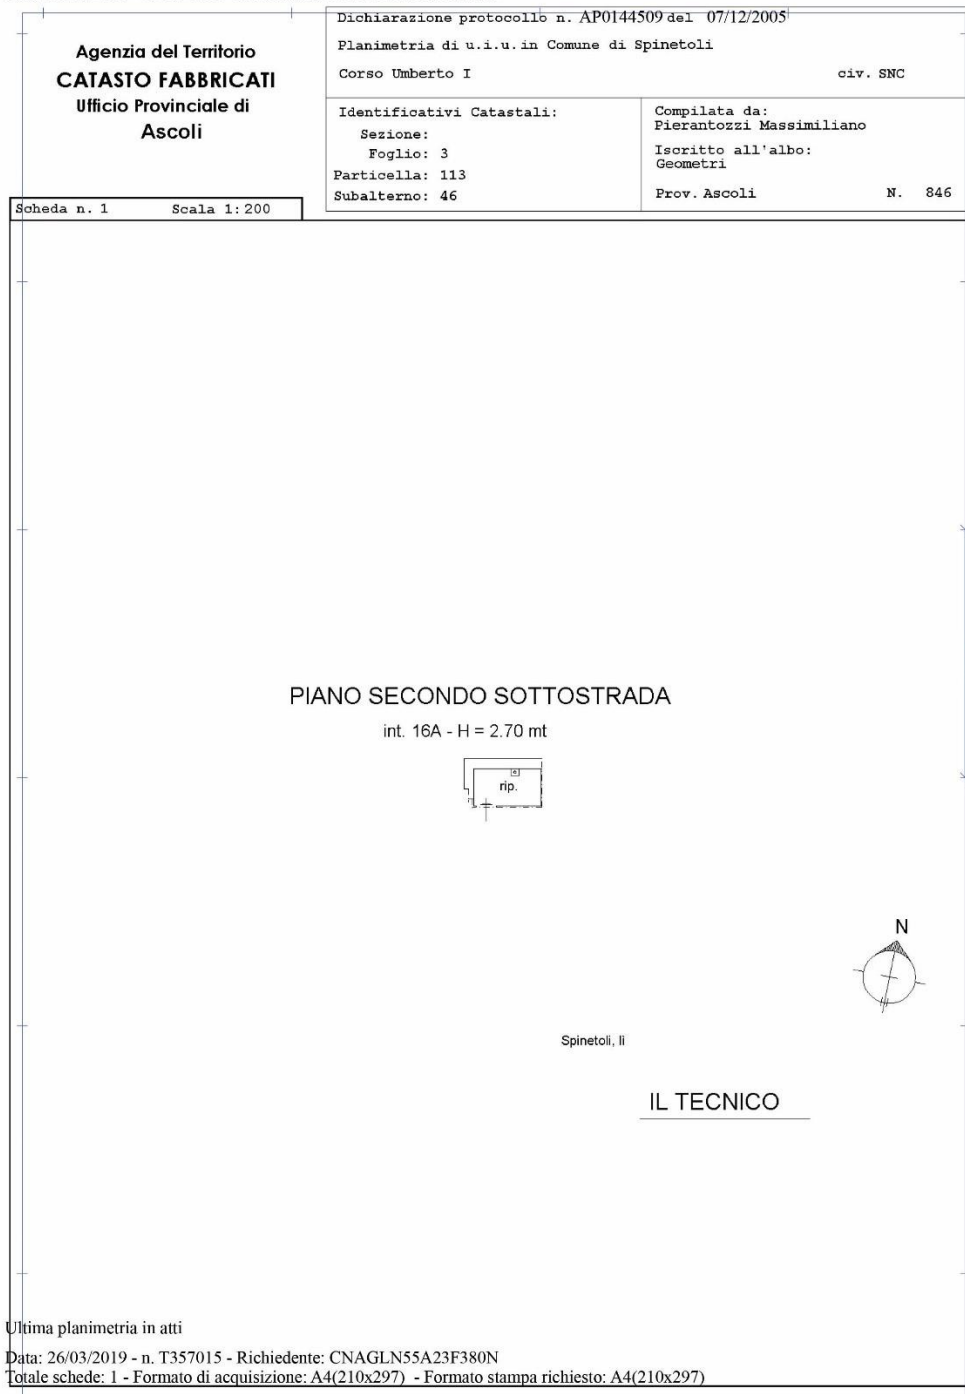 Agenzia del Territorio
CATASTO FABBRICATI
Ufficio Provinciale di
Ascoli
Dichiarazione protocollo n. AP0144509 del 07/12/2005
Planimetria di u.i.u. in Comune di Spinetoli
Corso Umberto I civ. SNC
Identificativi Catastali:
Sezione:
Foglio: 3
Particella: 113
Subalterno: 46
Compilata da:
Pierantozzi Massimiliano
Iscritto all'albo:
Geometri
Prov. Ascoli N. 846
Scheda n. 1 Scala 1:200
PIANO SECONDO SOTTOSTRADA
int. 16A - H = 2.70 mt
rip.
N
Spinetoli, li
IL TECNICO
Ultima planimetria in atti
Data: 26/03/2019 - n. T357015 - Richiedente: CNAGLN55A23F380N
Totale schede: 1 - Formato di acquisizione: A4(210x297) - Formato stampa richiesto: A4(210x297)